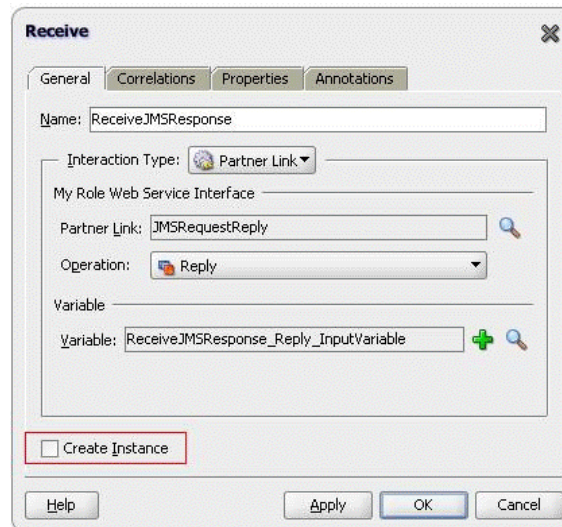 Receive
General Correlations Properties Annotations
Name: ReceiveJMSResponse
Interaction Type: Partner Link
My Role Web Service Interface
Partner Link: JMSRequestReply
Operation: Reply
Variable
Variable: ReceiveJMSResponse_Reply_InputVariable
Create Instance
Help Apply OK Cancel